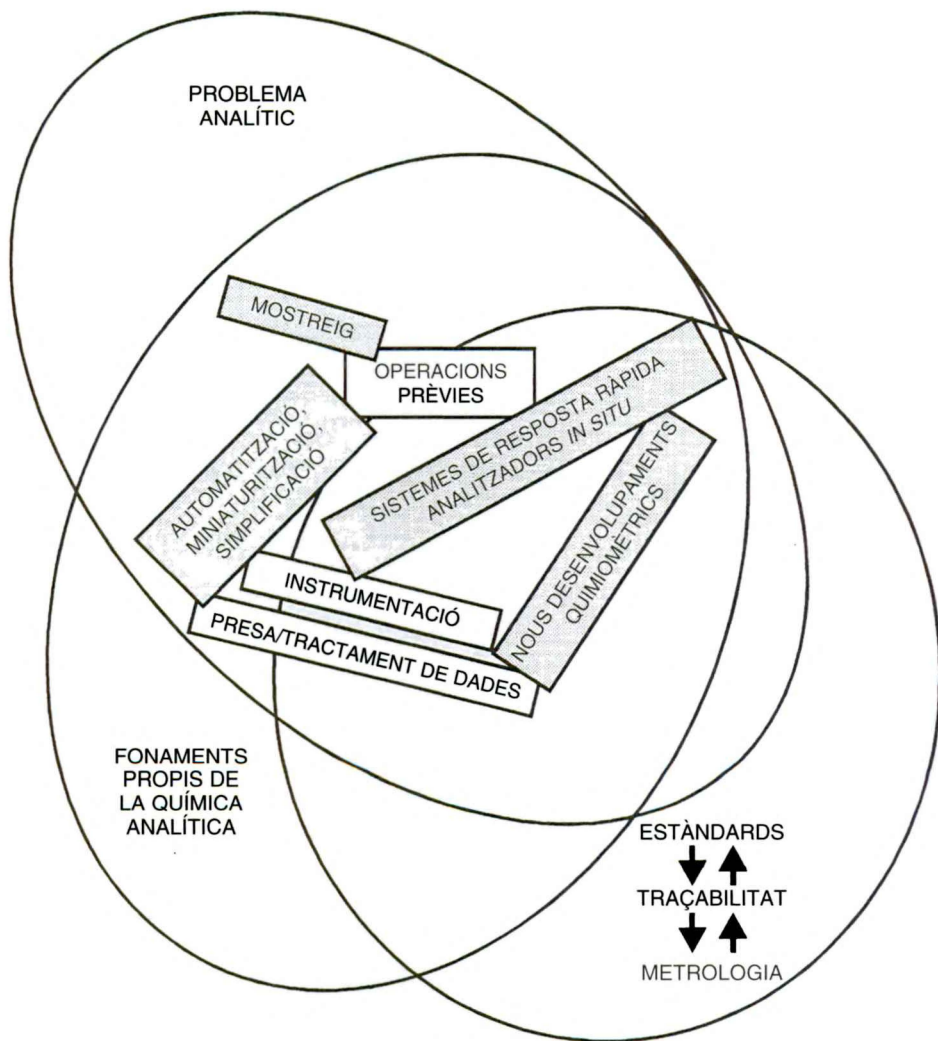 PROBLEMA
ANALÍTIC
MOSTREIG
OPERACIONS
PRÈVIES
AUTOMATITZACIÓ,
MINIATURITZACIÓ,
SIMPLIFICACIÓ
SISTEMES DE RESPOSTA RÀPIDA
ANALITZADORS IN SITU
NOUS DESENVOLUPAMENTS
QUIMIOMÈTRICS
INSTRUMENTACIÓ
PRESA/TRACTAMENT DE DADES
FONAMENTS
PROPIS DE
LA QUÍMICA
ANALÍTICA
ESTÀNDARDS
TRAÇABILITAT
METROLOGIA